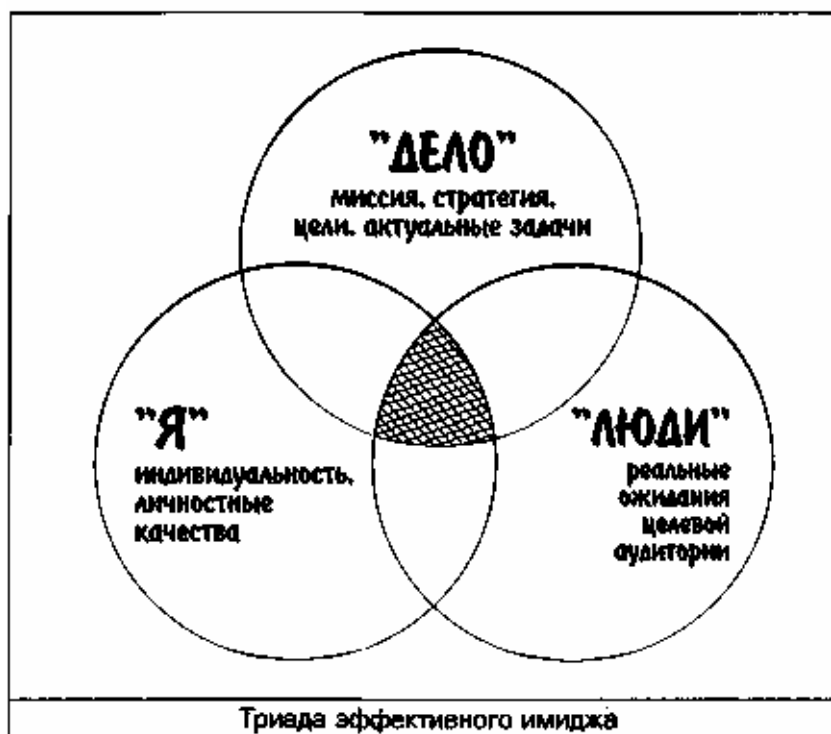 "ДЕЛО"
миссия, стратегия,
цели, актуальные задачи
"Я"
индивидуальность,
личностные
качества
"ЛЮДИ"
реальные
ожидания
целевой
аудитории
Триада эффективного имиджа